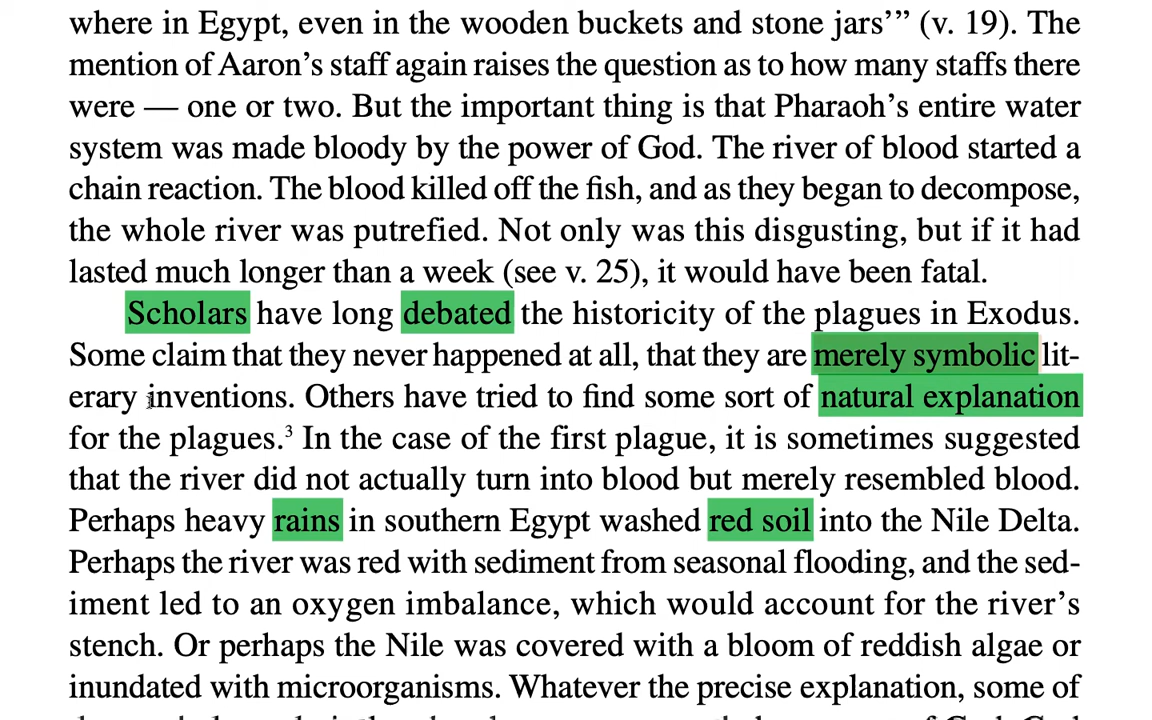 where in Egypt, even in the wooden buckets and stone jars’” (v. 19). The
mention of Aaron’s staff again raises the question as to how many staffs there
were — one or two. But the important thing is that Pharaoh’s entire water
system was made bloody by the power of God. The river of blood started a
chain reaction. The blood killed off the fish, and as they began to decompose,
the whole river was putrefied. Not only was this disgusting, but if it had
lasted much longer than a week (see v. 25), it would have been fatal.
Scholars have long debated the historicity of the plagues in Exodus.
Some claim that they never happened at all, that they are merely symbolic lit-
erary inventions. Others have tried to find some sort of natural explanation
for the plagues.³ In the case of the first plague, it is sometimes suggested
that the river did not actually turn into blood but merely resembled blood.
Perhaps heavy rains in southern Egypt washed red soil into the Nile Delta.
Perhaps the river was red with sediment from seasonal flooding, and the sed-
iment led to an oxygen imbalance, which would account for the river’s
stench. Or perhaps the Nile was covered with a bloom of reddish algae or
inundated with microorganisms. Whatever the precise explanation, some of